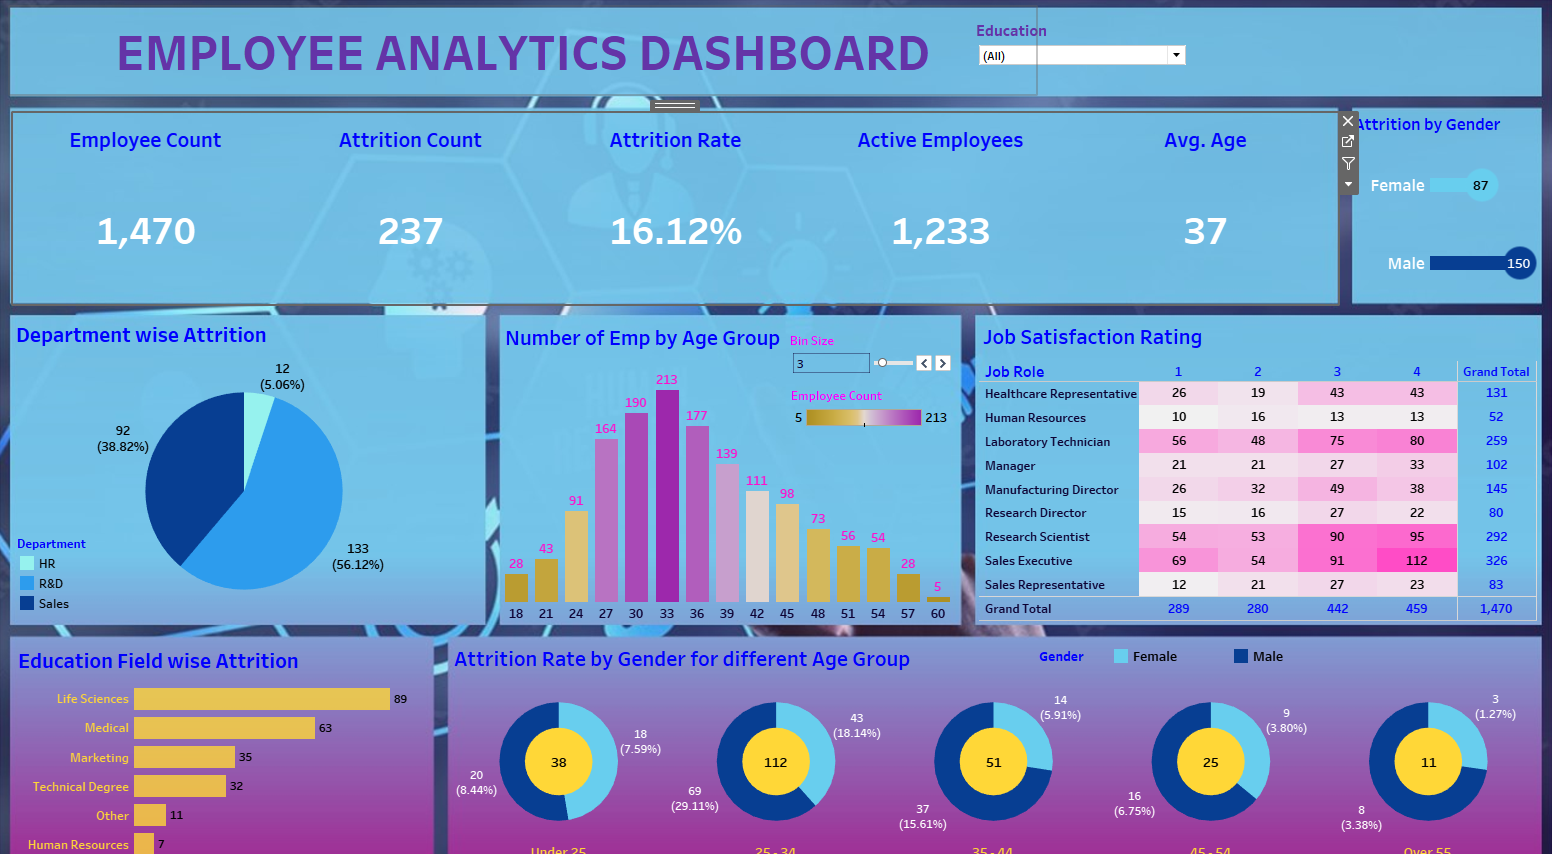 EMPLOYEE ANALYTICS DASHBOARD
Education
(All)
Employee Count
Attrition Count
Attrition Rate
Active Employees
Avg. Age
1,470
237
16.12%
1,233
37
Attrition by Gender
Female 87
Male 150
Department wise Attrition
12
(5.06%)
92
(38.82%)
133
(56.12%)
Department
HR
R&D
Sales
Number of Emp by Age Group
Bin Size
3
Employee Count
5 213
28 43 91 164 190 213 177 139 111 98 73 56 54 28 5
18 21 24 27 30 33 36 39 42 45 48 51 54 57 60
Job Satisfaction Rating
Job Role 1 2 3 4 Grand Total
Healthcare Representative 26 19 43 43 131
Human Resources 10 16 13 13 52
Laboratory Technician 56 48 75 80 259
Manager 21 21 27 33 102
Manufacturing Director 26 32 49 38 145
Research Director 15 16 27 22 80
Research Scientist 54 53 90 95 292
Sales Executive 69 54 91 112 326
Sales Representative 12 21 27 23 83
Grand Total 289 280 442 459 1,470
Education Field wise Attrition
Life Sciences 89
Medical 63
Marketing 35
Technical Degree 32
Other 11
Human Resources 7
Attrition Rate by Gender for different Age Group
Gender Female Male
18
(7.59%)
38
20
(8.44%)
Under 25
43
(18.14%)
112
69
(29.11%)
25 - 34
14
(5.91%)
51
37
(15.61%)
35 - 44
9
(3.80%)
25
16
(6.75%)
45 - 54
3
(1.27%)
11
8
(3.38%)
Over 55